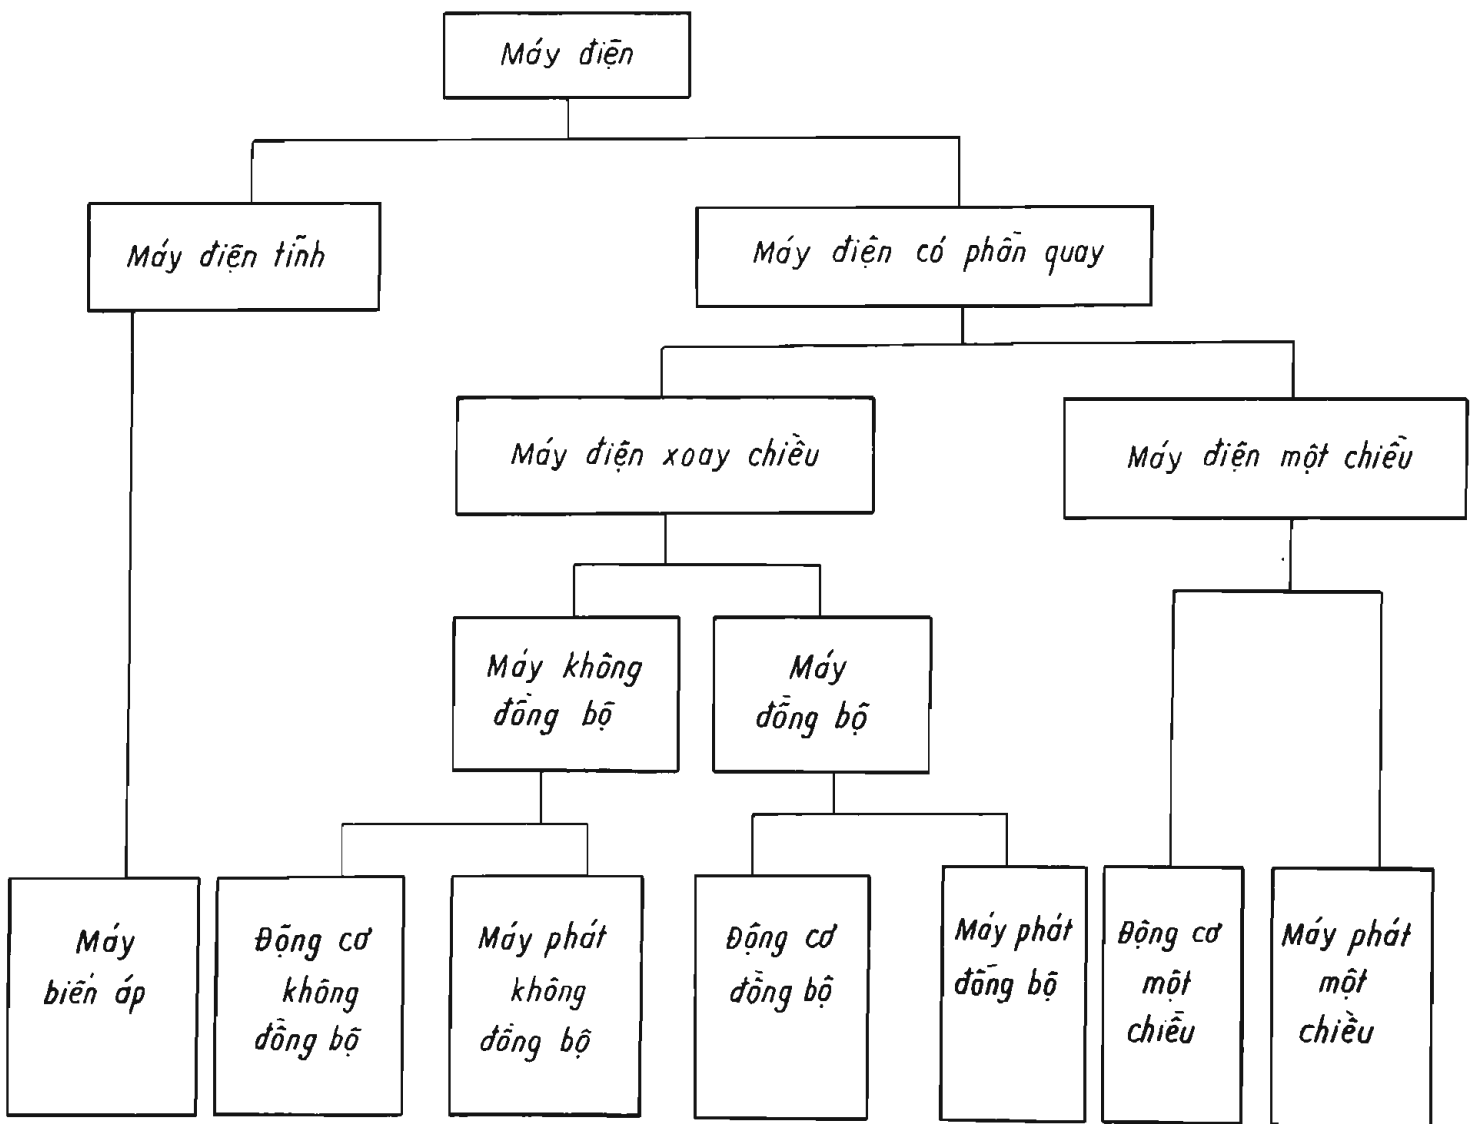 Máy điện
Máy điện tĩnh
Máy điện có phần quay
Máy điện xoay chiều
Máy điện một chiều
Máy không
đồng bộ
Máy
đồng bộ
Máy
biến áp
Động cơ
không
đồng bộ
Máy phát
không
đồng bộ
Động cơ
đồng bộ
Máy phát
đồng bộ
Động cơ
một
chiều
Máy phát
một
chiều